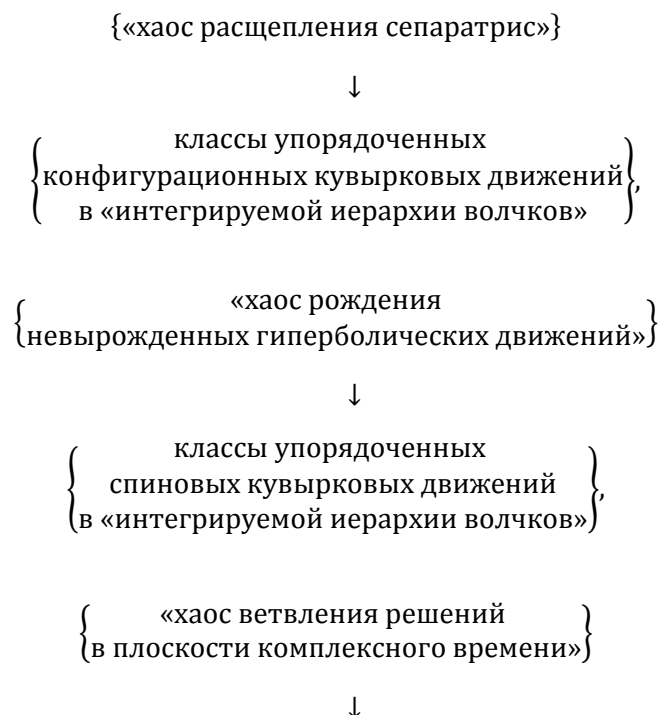 {«хаос расщепления сепаратрис»}
↓
классы упорядоченных
{конфигурационных кувырковых движений},
в «интегрируемой иерархии волчков»
«хаос рождения
{невырожденных гиперболических движений»}
↓
классы упорядоченных
{спиновых кувырковых движений},
в «интегрируемой иерархии волчков»
{«хаос ветвления решений
в плоскости комплексного времени»}
↓